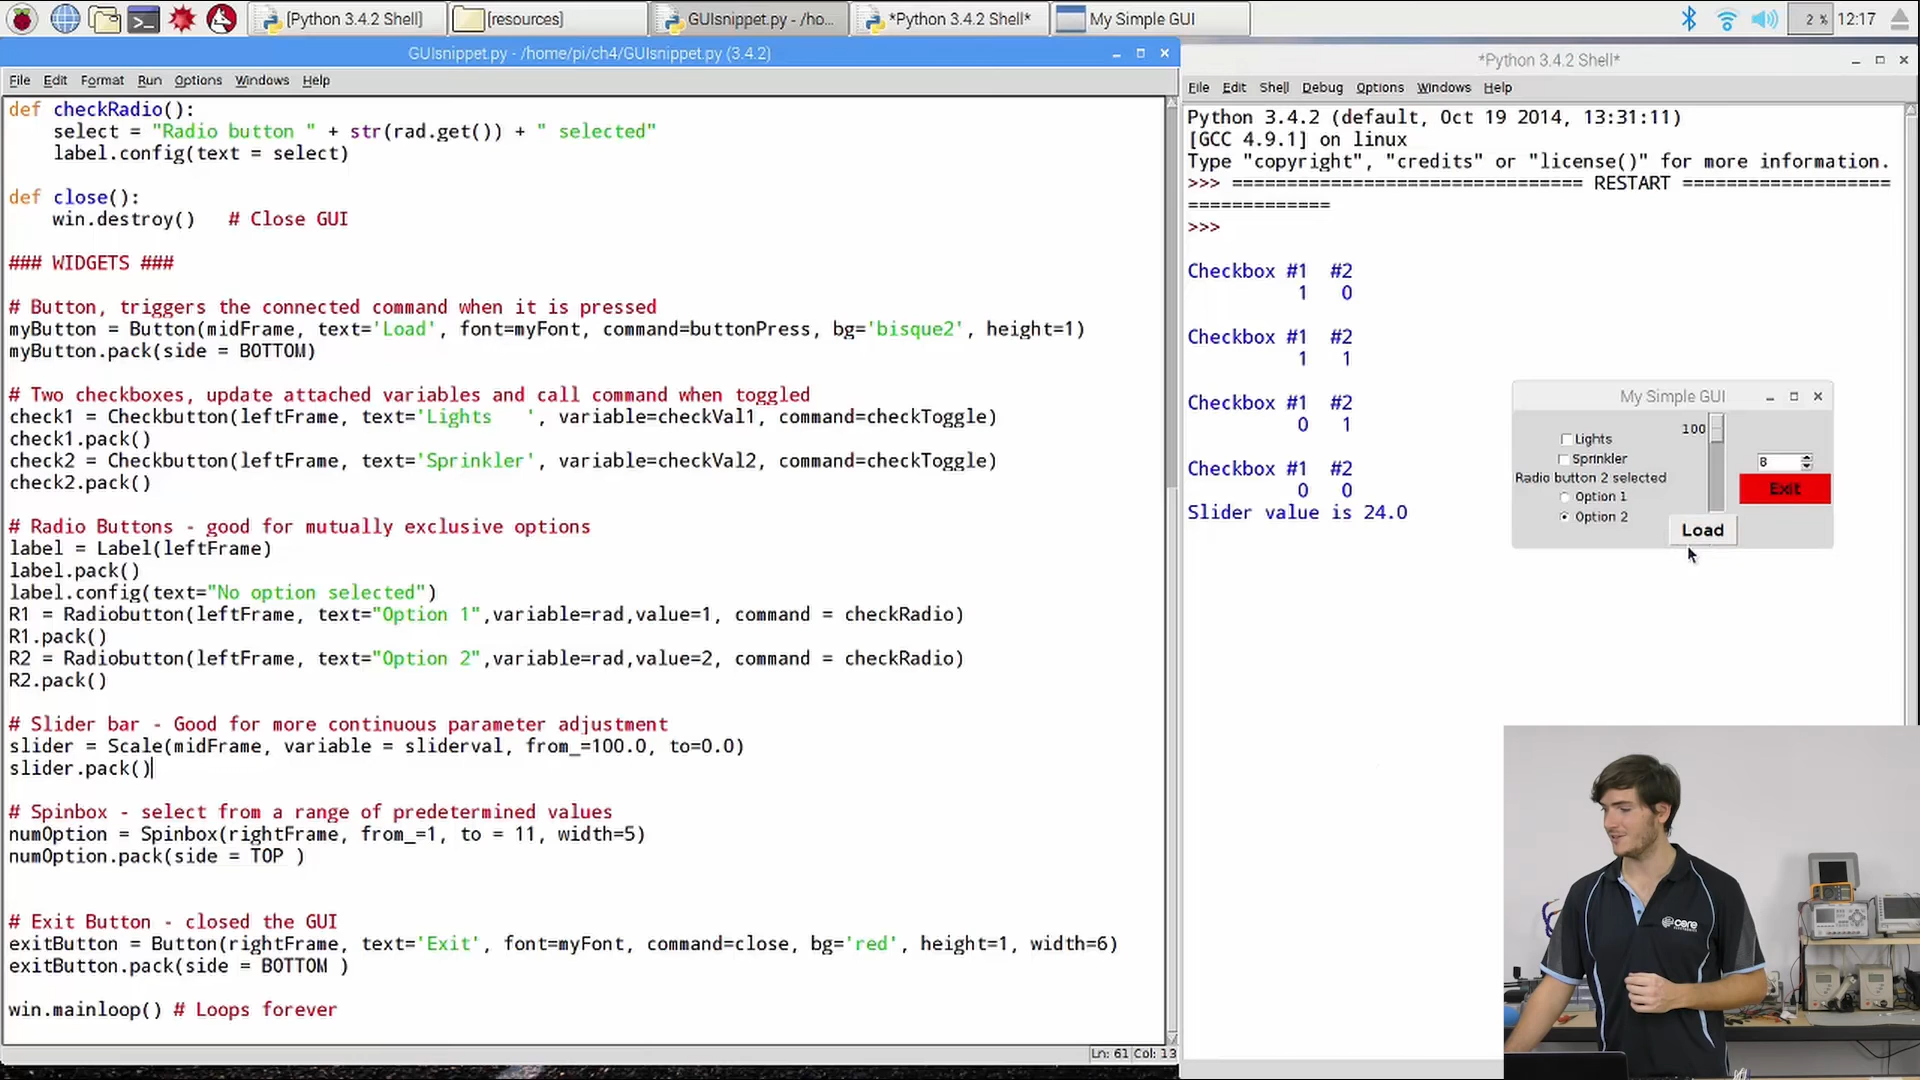 [Python 3.4.2 Shell]
[resources]
GUIsnippet.py - /ho...
*Python 3.4.2 Shell*
My Simple GUI
2 %
12:17
GUIsnippet.py - /home/pi/ch4/GUIsnippet.py (3.4.2)
File Edit Format Run Options Windows Help
def checkRadio():
    select = "Radio button " + str(rad.get()) + " selected"
    label.config(text = select)
def close():
    win.destroy()   # Close GUI
### WIDGETS ###
# Button, triggers the connected command when it is pressed
myButton = Button(midFrame, text='Load', font=myFont, command=buttonPress, bg='bisque2', height=1)
myButton.pack(side = BOTTOM)
# Two checkboxes, update attached variables and call command when toggled
check1 = Checkbutton(leftFrame, text='Lights   ', variable=checkVal1, command=checkToggle)
check1.pack()
check2 = Checkbutton(leftFrame, text='Sprinkler', variable=checkVal2, command=checkToggle)
check2.pack()
# Radio Buttons - good for mutually exclusive options
label = Label(leftFrame)
label.pack()
label.config(text="No option selected")
R1 = Radiobutton(leftFrame, text="Option 1",variable=rad,value=1, command = checkRadio)
R1.pack()
R2 = Radiobutton(leftFrame, text="Option 2",variable=rad,value=2, command = checkRadio)
R2.pack()
# Slider bar - Good for more continuous parameter adjustment
slider = Scale(midFrame, variable = sliderval, from_=100.0, to=0.0)
slider.pack()
# Spinbox - select from a range of predetermined values
numOption = Spinbox(rightFrame, from_=1, to = 11, width=5)
numOption.pack(side = TOP )
# Exit Button - closed the GUI
exitButton = Button(rightFrame, text='Exit', font=myFont, command=close, bg='red', height=1, width=6)
exitButton.pack(side = BOTTOM )
win.mainloop() # Loops forever
Ln: 61 Col: 13
*Python 3.4.2 Shell*
File Edit Shell Debug Options Windows Help
Python 3.4.2 (default, Oct 19 2014, 13:31:11)
[GCC 4.9.1] on linux
Type "copyright", "credits" or "license()" for more information.
>>> ================================ RESTART ===================
=============
>>>
Checkbox #1  #2
1   0
Checkbox #1  #2
1   1
Checkbox #1  #2
0   1
Checkbox #1  #2
0   0
Slider value is 24.0
My Simple GUI
100
Lights
Sprinkler
Radio button 2 selected
Option 1
Option 2
8
Exit
Load
core